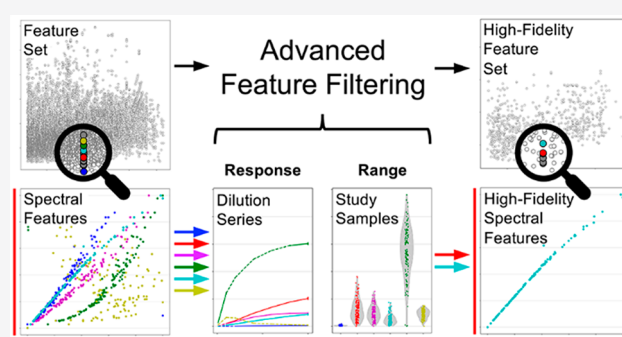 Feature
Set
Advanced
Feature Filtering
High-Fidelity
Feature
Set
Response
Range
Spectral
Features
Dilution
Series
Study
Samples
High-Fidelity
Spectral
Features